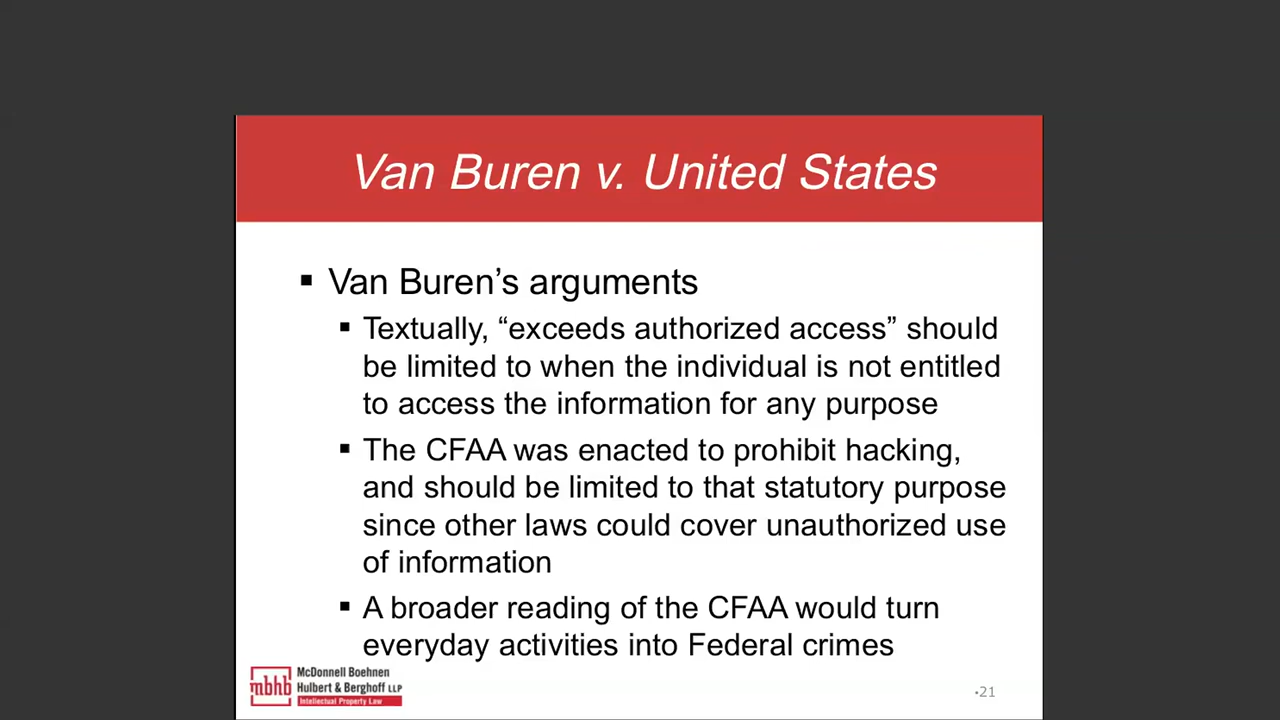 Van Buren v. United States
▪ Van Buren’s arguments
▪ Textually, “exceeds authorized access” should
be limited to when the individual is not entitled
to access the information for any purpose
▪ The CFAA was enacted to prohibit hacking,
and should be limited to that statutory purpose
since other laws could cover unauthorized use
of information
▪ A broader reading of the CFAA would turn
everyday activities into Federal crimes
mbhb
McDonnell Boehnen
Hulbert & Berghoff LLP
Intellectual Property Law
•21